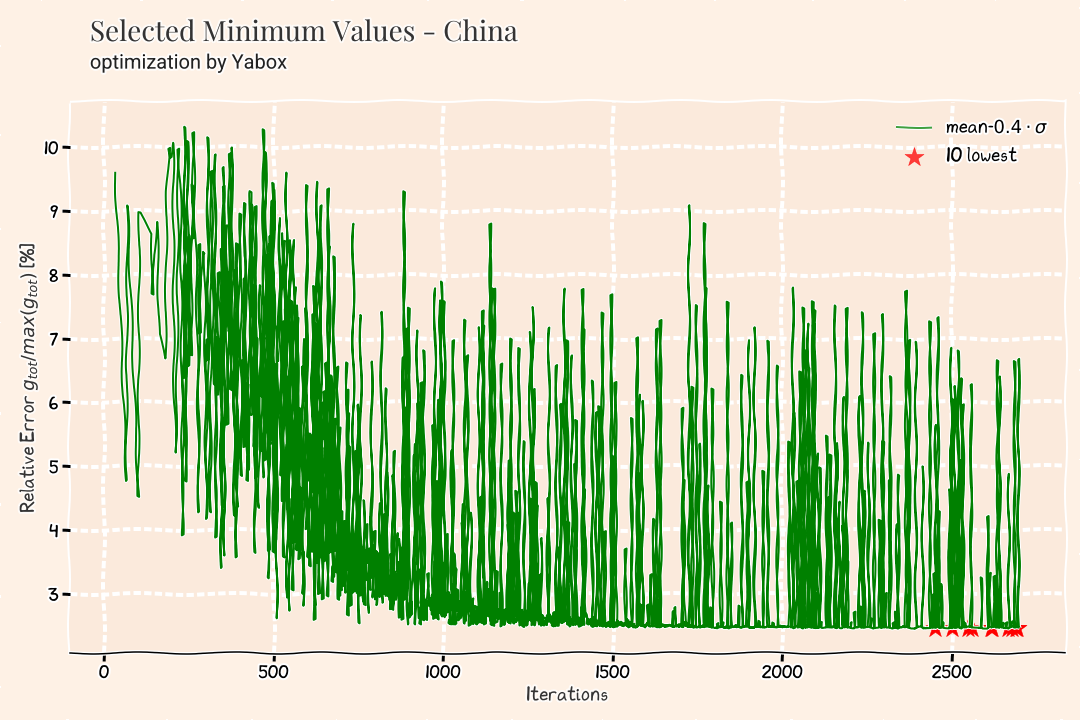 Selected Minimum Values - China
optimization by Yabox
mean-0.4 · σ
10 lowest
Relative Error g_tot/max(g_tot) [%]
10
9
8
7
6
5
4
3
0 500 1000 1500 2000 2500
Iterations